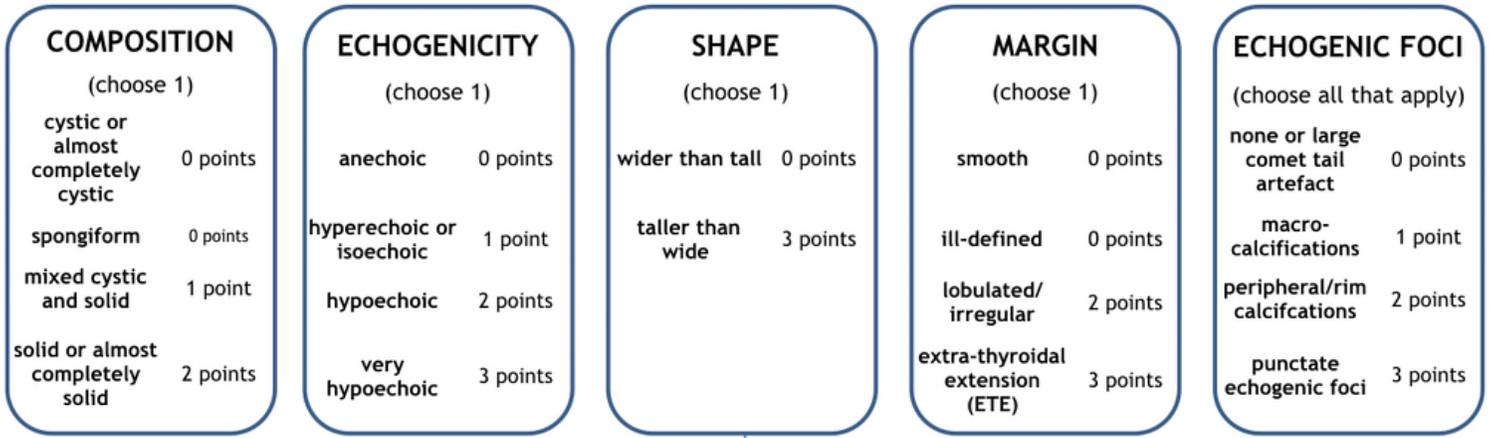 COMPOSITION
(choose 1)
cystic or
almost
completely
cystic
0 points
spongiform
0 points
mixed cystic
and solid
1 point
solid or almost
completely
solid
2 points
ECHOGENICITY
(choose 1)
anechoic
0 points
hyperechoic or
isoechoic
1 point
hypoechoic
2 points
very
hypoechoic
3 points
SHAPE
(choose 1)
wider than tall
0 points
taller than
wide
3 points
MARGIN
(choose 1)
smooth
0 points
ill-defined
0 points
lobulated/
irregular
2 points
extra-thyroidal
extension
(ETE)
3 points
ECHOGENIC FOCI
(choose all that apply)
none or large
comet tail
artefact
0 points
macro-
calcifications
1 point
peripheral/rim
calcifcations
2 points
punctate
echogenic foci
3 points